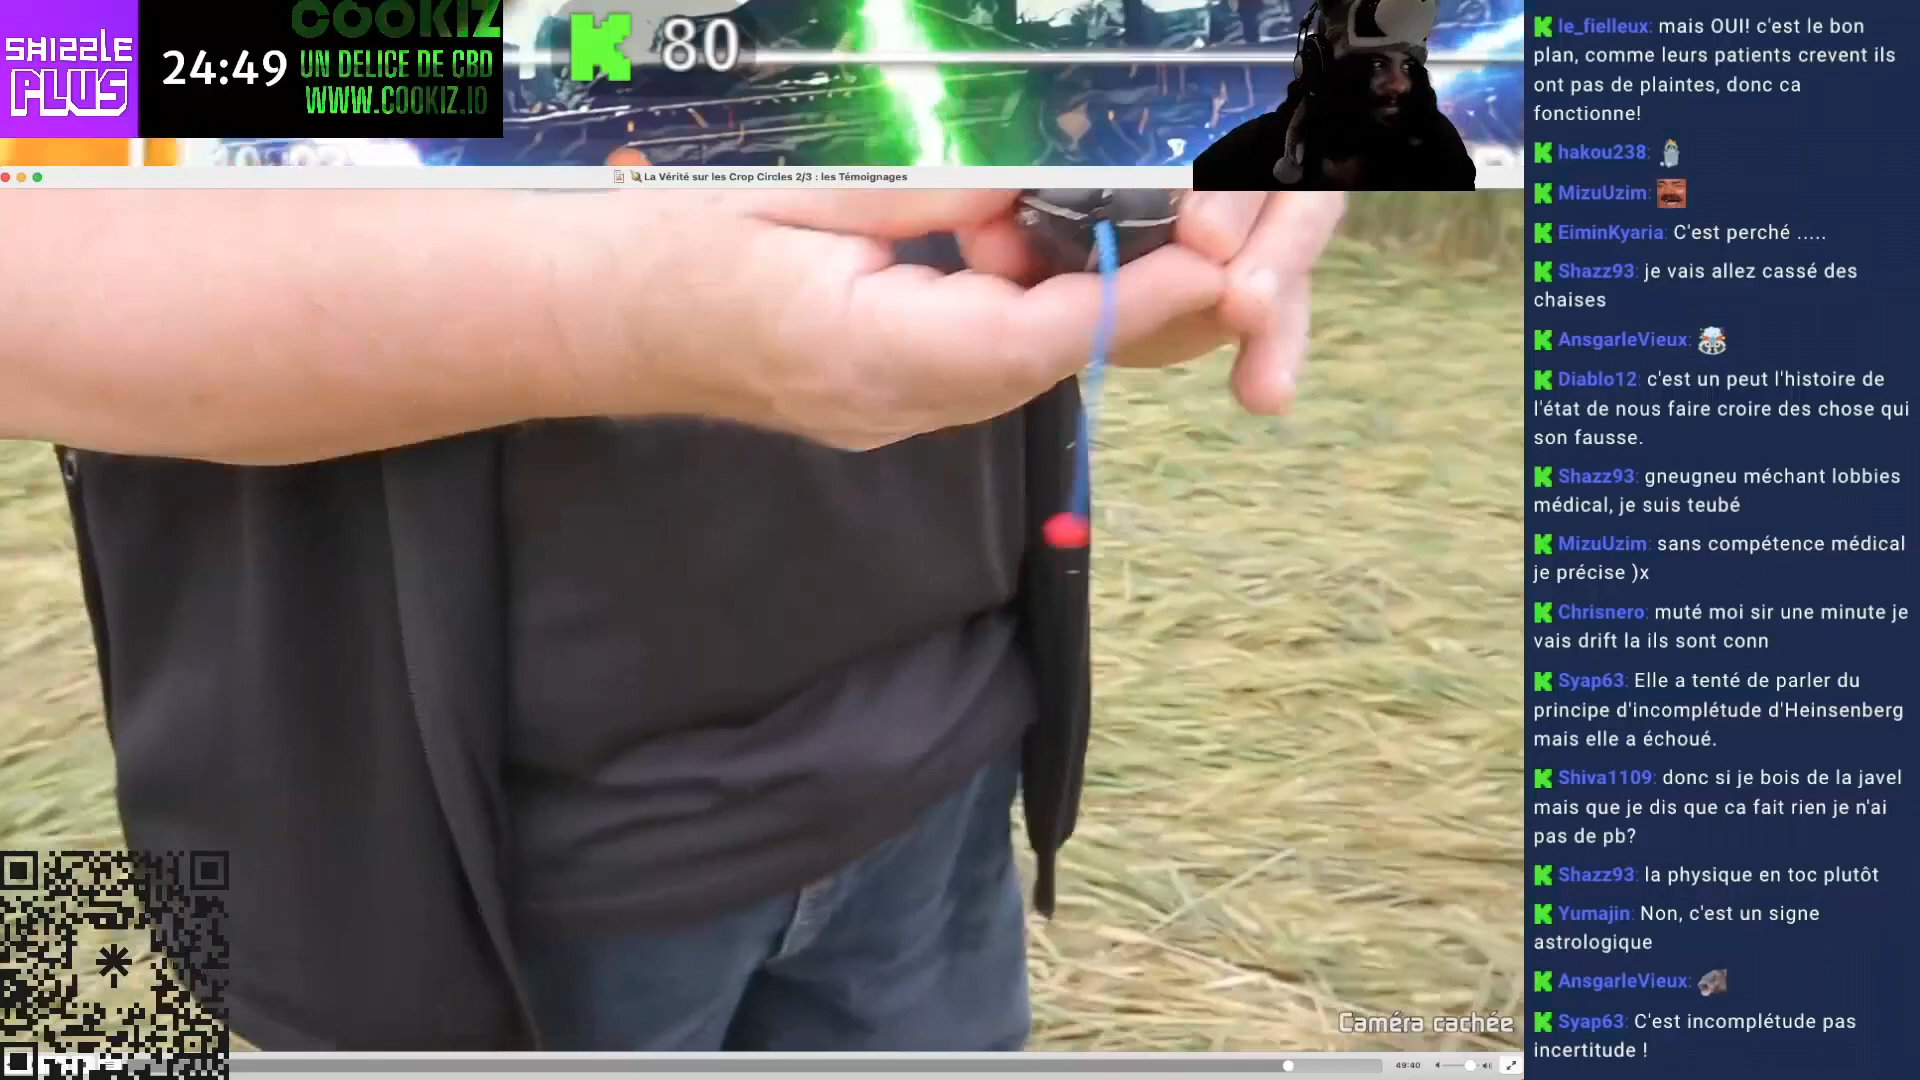 SHIZZLE
PLUS
24:49
COOKIZ
UN DELICE DE CBD
WWW.COOKIZ.IO
80
La Vérité sur les Crop Circles 2/3 : les Témoignages
Caméra cachée
49:40
le_fielleux: mais OUI! c'est le bon
plan, comme leurs patients crevent ils
ont pas de plaintes, donc ca
fonctionne!
hakou238:
MizuUzim:
EiminKyaria: C'est perché .....
Shazz93: je vais allez cassé des
chaises
AnsgarleVieux:
Diablo12: c'est un peut l'histoire de
l'état de nous faire croire des chose qui
son fausse.
Shazz93: gneugneu méchant lobbies
médical, je suis teubé
MizuUzim: sans compétence médical
je précise )x
Chrisnero: muté moi sir une minute je
vais drift la ils sont conn
Syap63: Elle a tenté de parler du
principe d'incomplétude d'Heinsenberg
mais elle a échoué.
Shiva1109: donc si je bois de la javel
mais que je dis que ca fait rien je n'ai
pas de pb?
Shazz93: la physique en toc plutôt
Yumajin: Non, c'est un signe
astrologique
AnsgarleVieux:
Syap63: C'est incomplétude pas
incertitude !